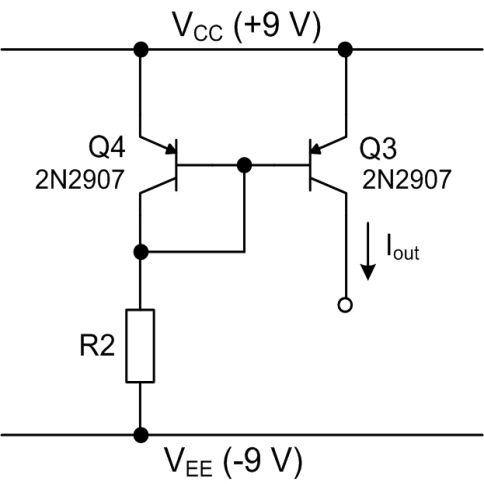 VCC (+9 V)
Q4
2N2907
Q3
2N2907
Iout
R2
VEE (-9 V)